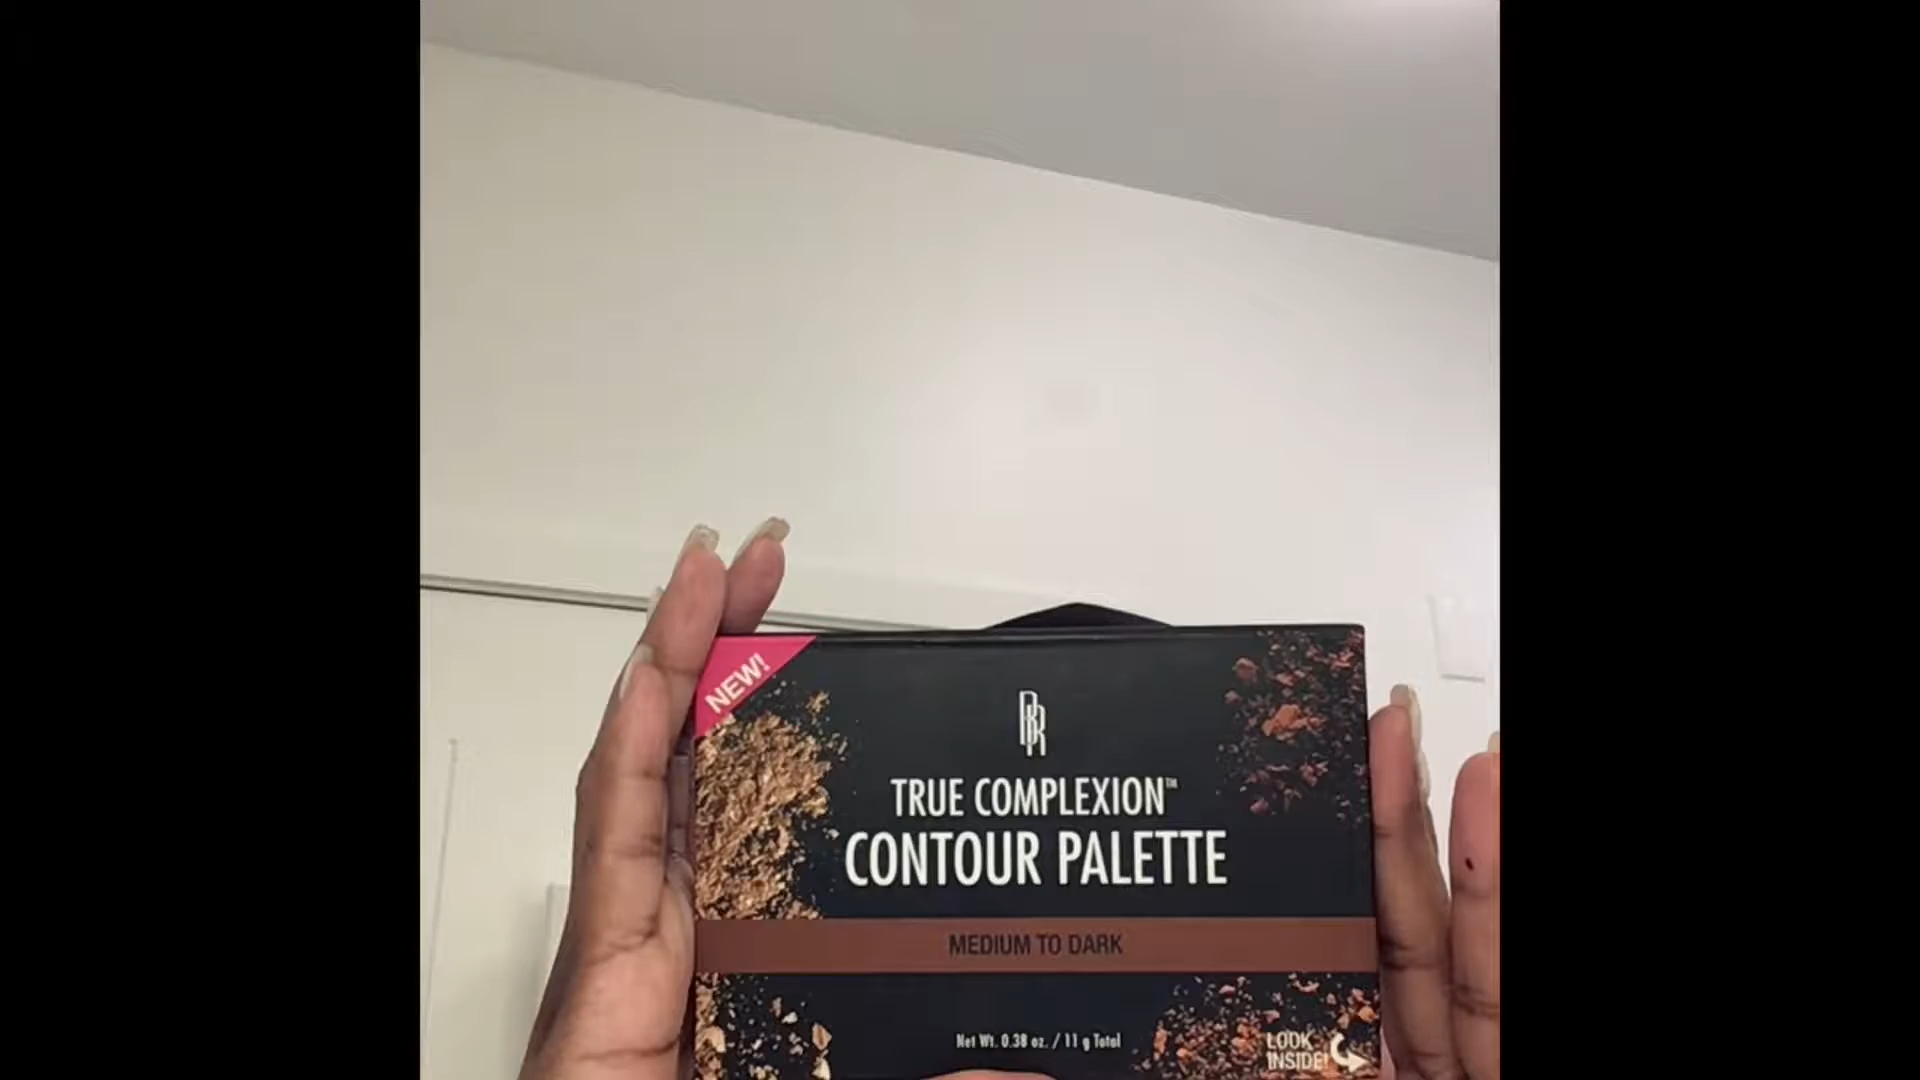 NEW!
BR
TRUE COMPLEXION™
CONTOUR PALETTE
MEDIUM TO DARK
Net Wt. 0.38 oz. / 11 g Total
LOOK
INSIDE!